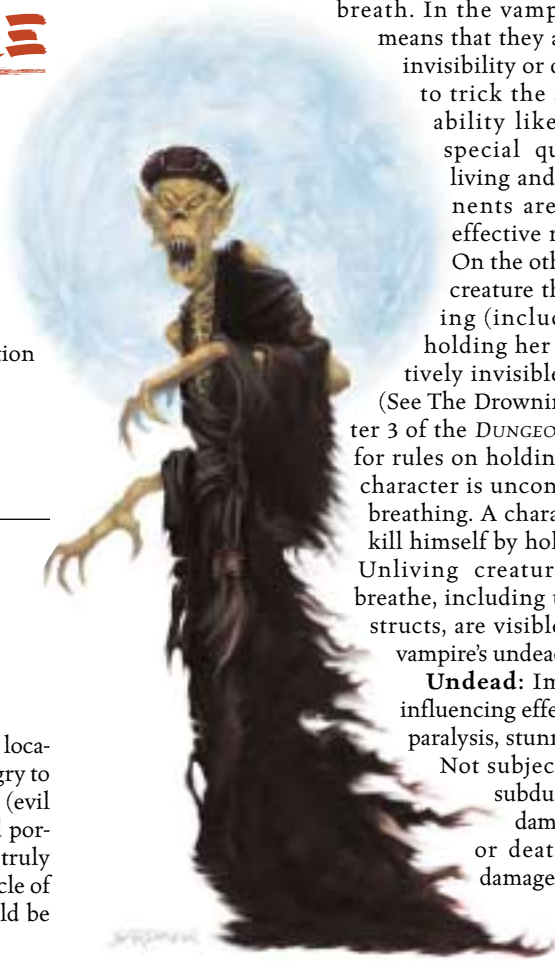 tion
loca-
gry to
(evil
l por-
truly
cle of
ld be
breath. In the vamp
means that they a
invisibility or
to trick the
ability like
special qu
living and
nents are
effective
On the oth
creature th
ing (includ
holding her
tively invisible
(See The Drownin
ter 3 of the DUNGEO
for rules on holding
character is uncon
breathing. A chara
kill himself by hol
Unliving creatur
breathe, including
structs, are visible
vampire's undead
Undead: Im
influencing effe
paralysis, stunn
Not subjec
subdu
dam
or deat
damage